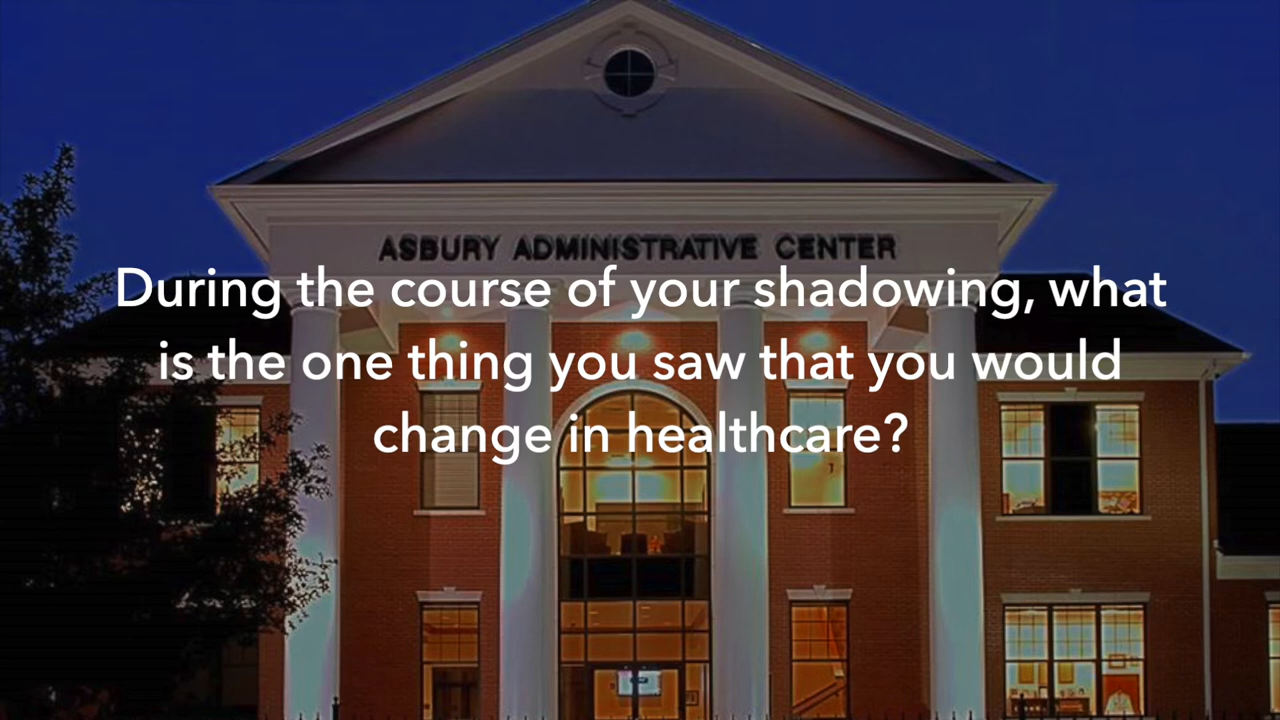 ASBURY ADMINISTRATIVE CENTER
During the course of your shadowing, what
is the one thing you saw that you would
change in healthcare?